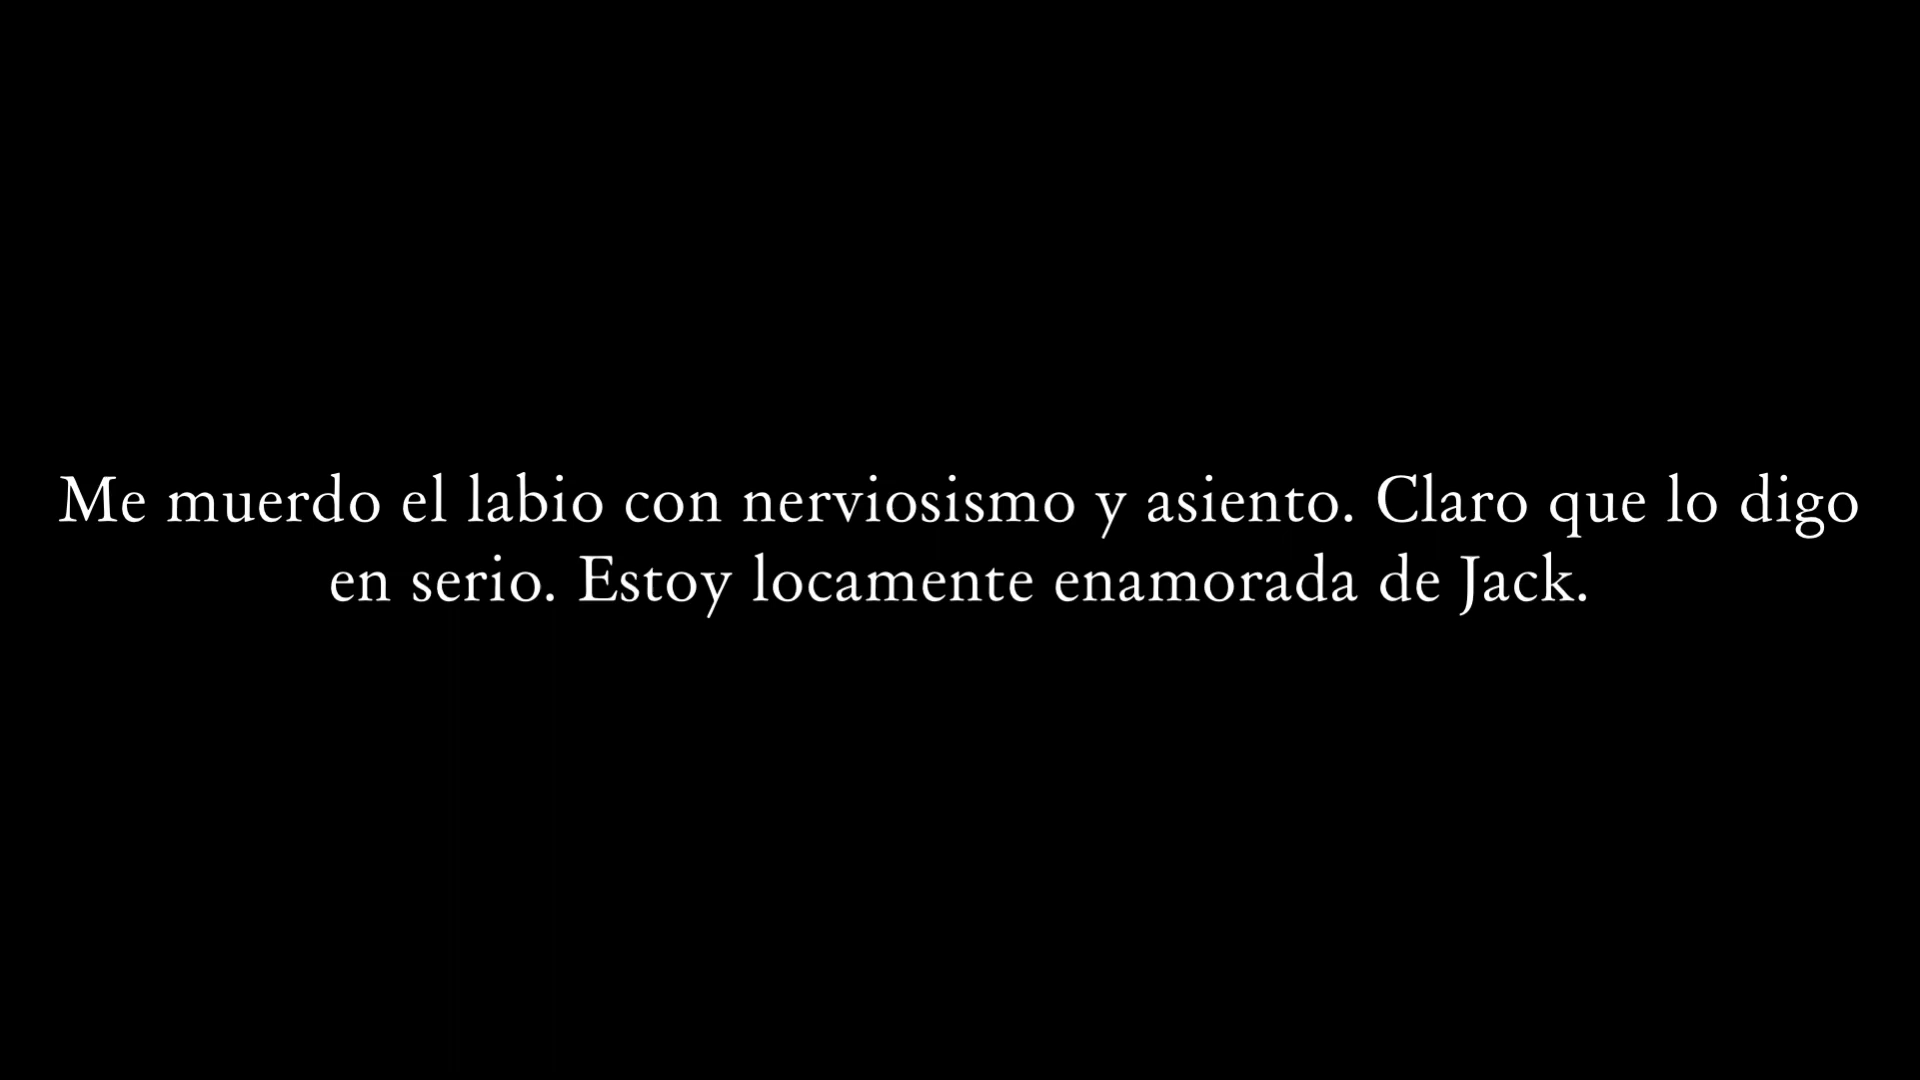 Me muerdo el labio con nerviosismo y asiento. Claro que lo digo
en serio. Estoy locamente enamorada de Jack.